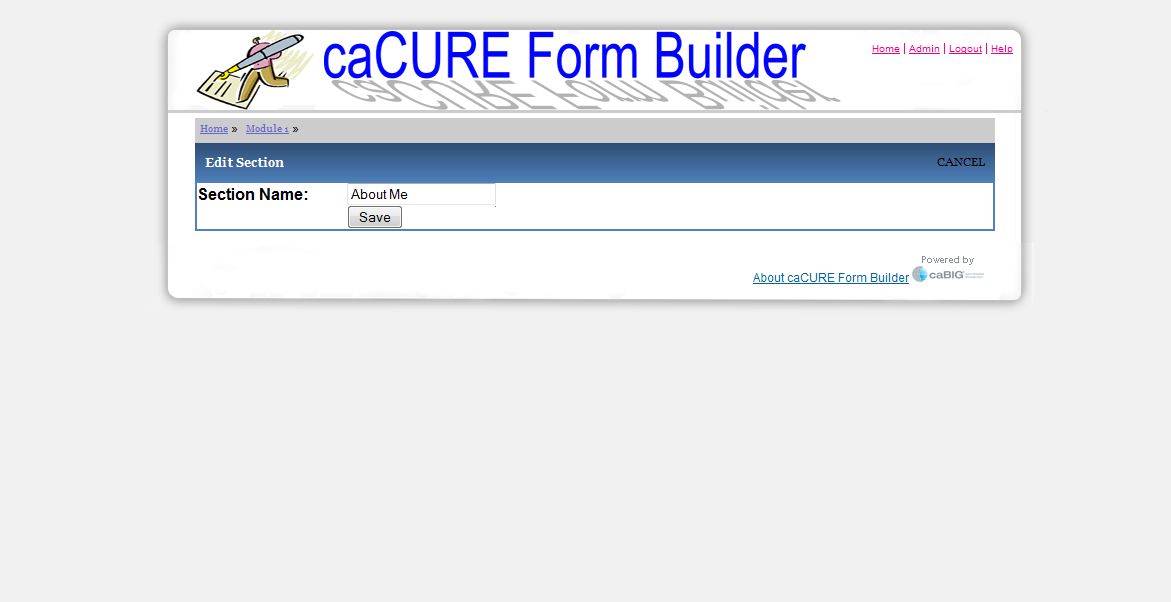 caCURE Form Builder
Home | Admin | Logout | Help
Home » Module 1 »
Edit Section CANCEL
Section Name: About Me
Save
Powered by
About caCURE Form Builder caBIG